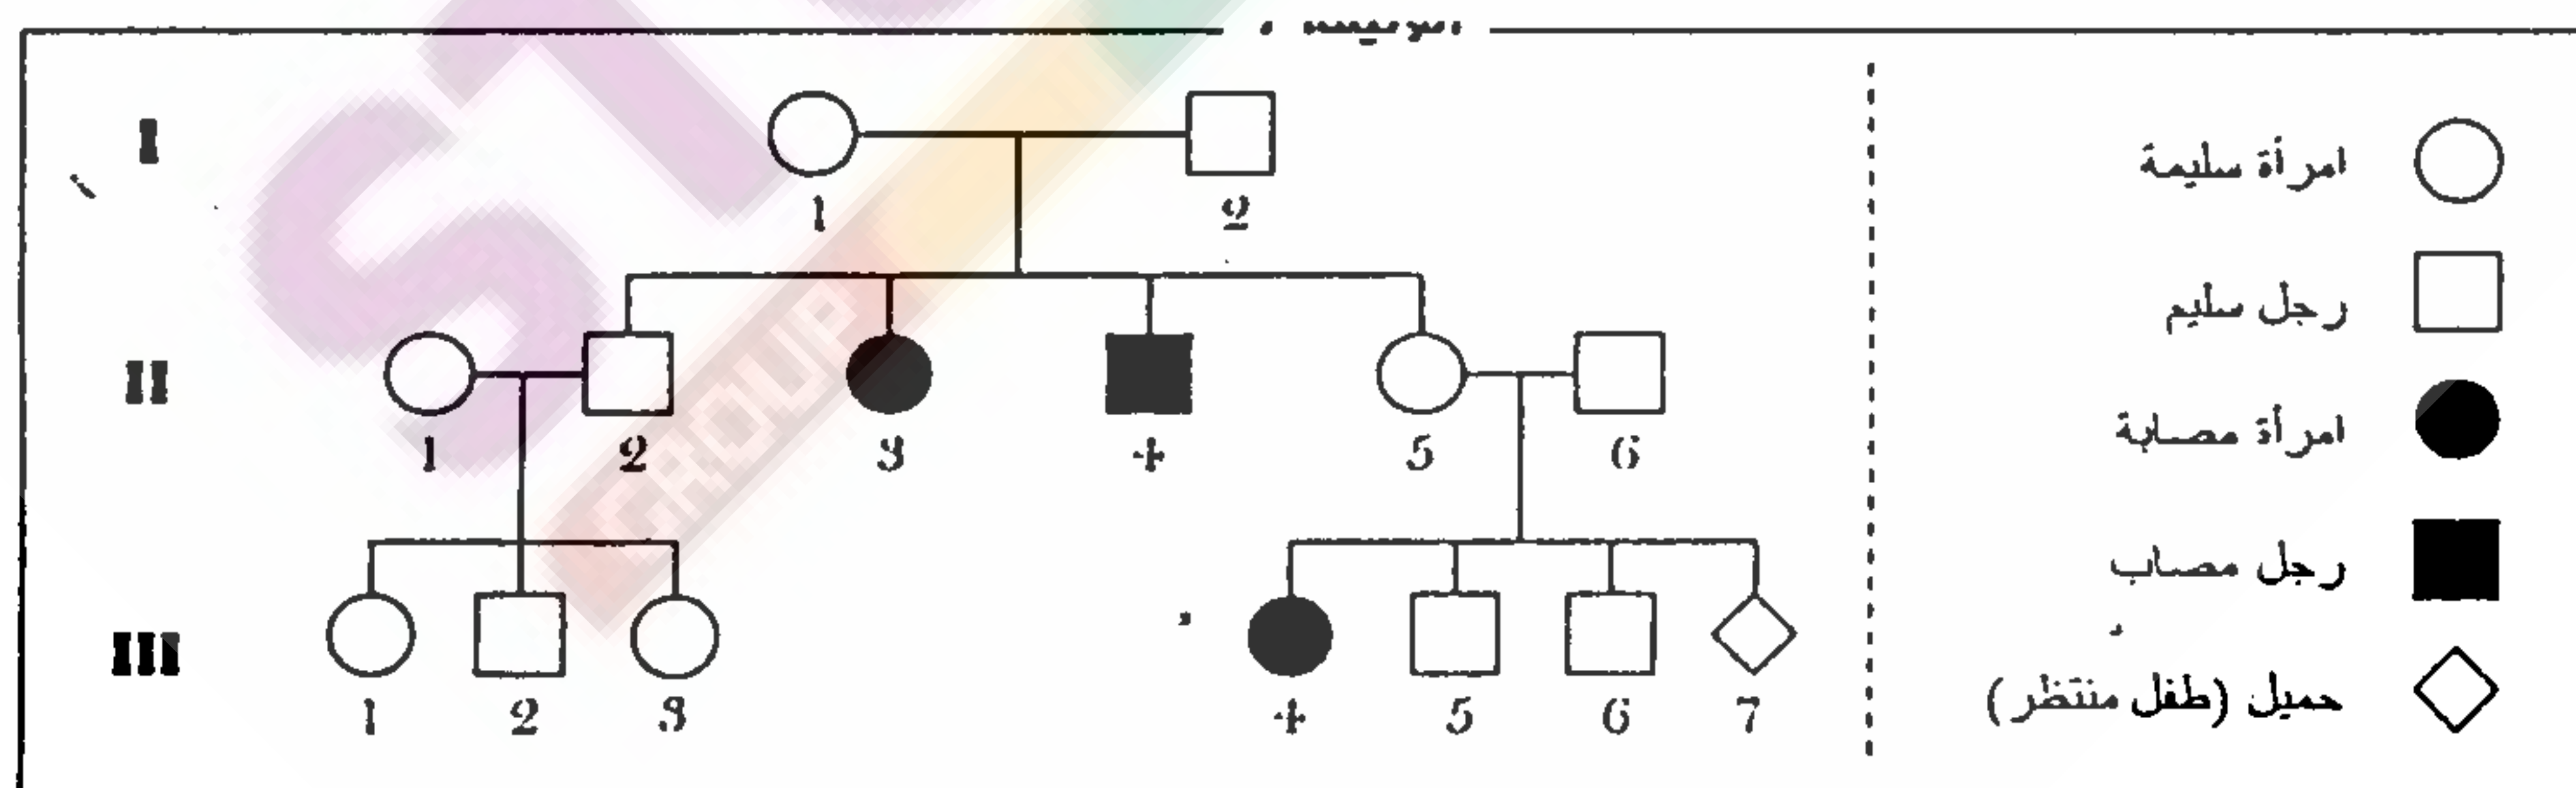 I
1 2
II
1 2 3 4 5 6
III
1 2 3 4 5 6 7
امرأة سليمة
رجل سليم
امرأة مصابة
رجل مصاب
حميل (طفل منتظر)
GROUP